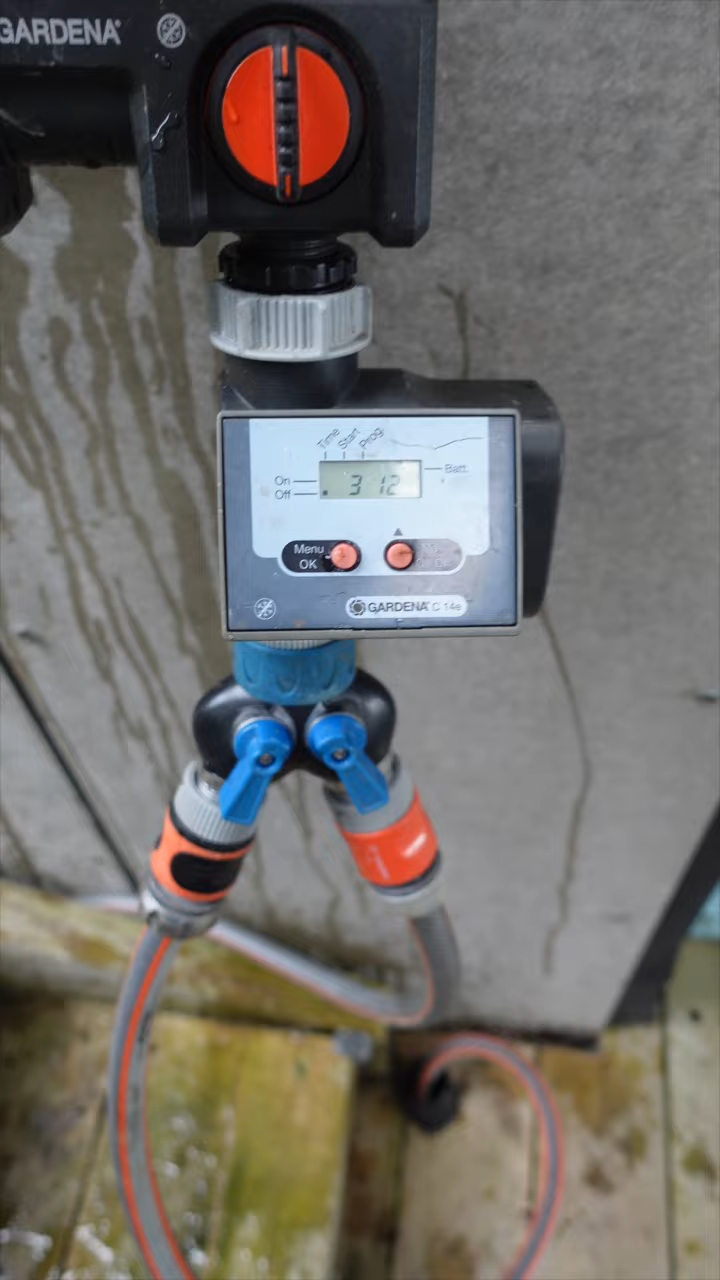 GARDENA®
Time Start Prog
On
Off
3 12
Batt.
Menu
OK
GARDENA® C 14e